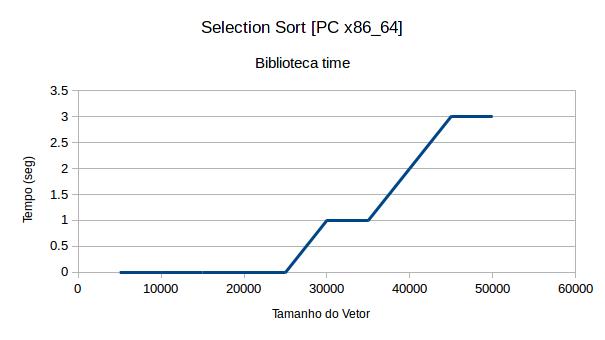 Selection Sort [PC x86_64]
Biblioteca time
3.5
3
2.5
2
1.5
1
0.5
0
Tempo (seg)
0 10000 20000 30000 40000 50000 60000
Tamanho do Vetor